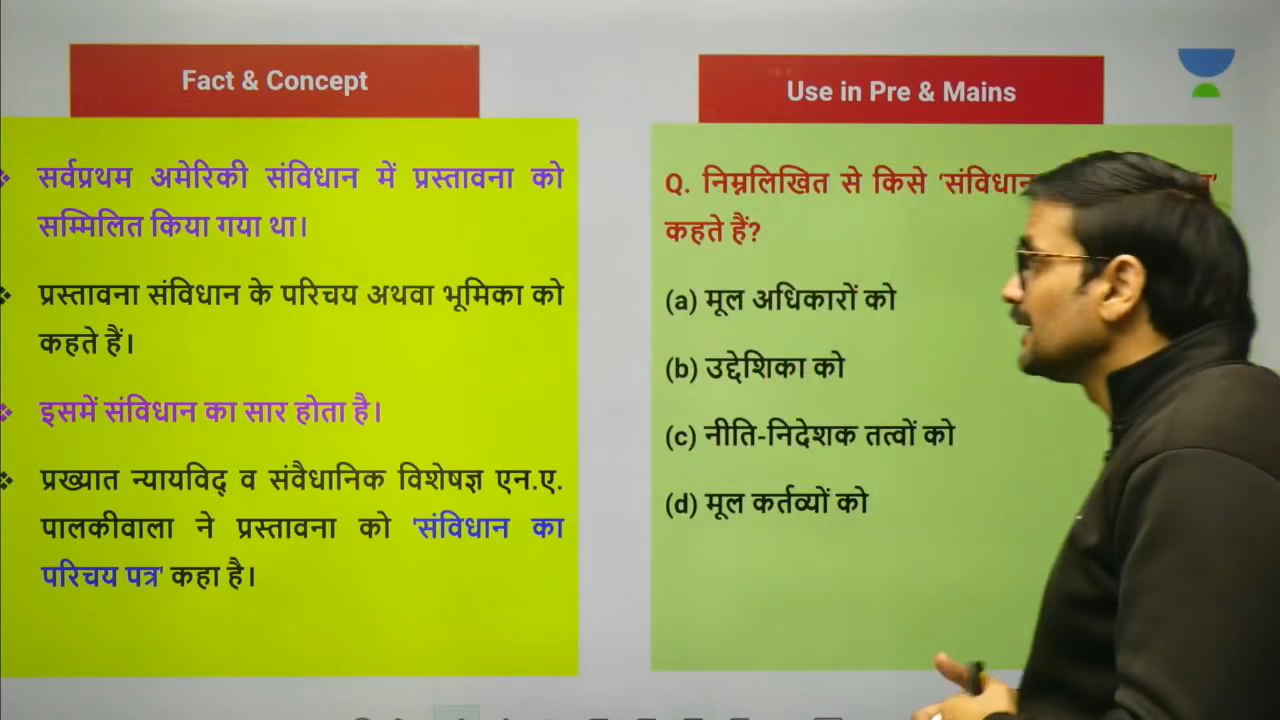 Fact & Concept
सर्वप्रथम अमेरिकी संविधान में प्रस्तावना को
सम्मिलित किया गया था।
प्रस्तावना संविधान के परिचय अथवा भूमिका को
कहते हैं।
इसमें संविधान का सार होता है।
प्रख्यात न्यायविद् व संवैधानिक विशेषज्ञ एन.ए.
पालकीवाला ने प्रस्तावना को 'संविधान का
परिचय पत्र' कहा है।
Use in Pre & Mains
Q. निम्नलिखित से किसे ‘संविधान
कहते हैं?
(a) मूल अधिकारों को
(b) उद्देशिका को
(c) नीति-निदेशक तत्वों को
(d) मूल कर्तव्यों को